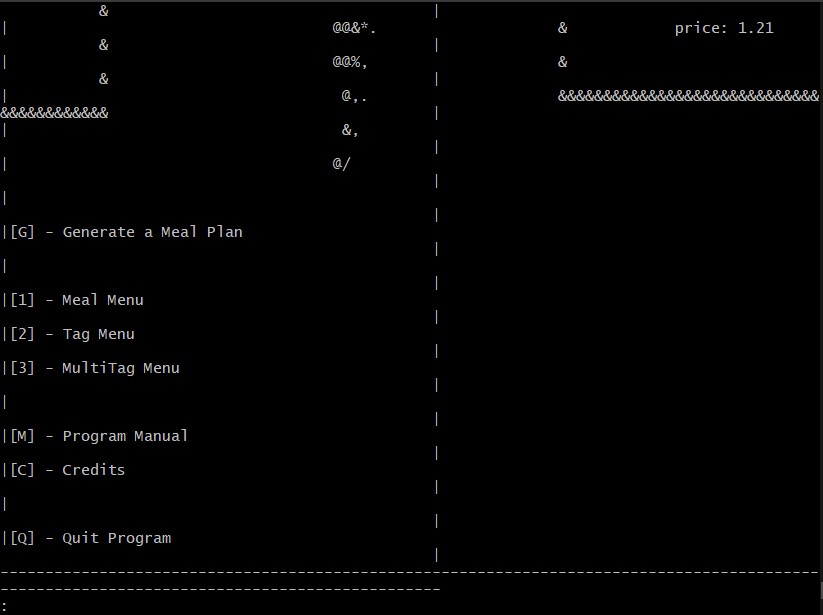 &                                    |
|                                    @@&*.                    &            price: 1.21
           &                                    |
|                                    @@%,                     &
           &                                    |
|                                     @,.                     &&&&&&&&&&&&&&&&&&&&&&&&&&&&&
&&&&&&&&&&&&                                    |
|                                     &,
                                                |
|                                    @/
                                                |
|
                                                |
|[G] - Generate a Meal Plan
                                                |
|
                                                |
|[1] - Meal Menu
                                                |
|[2] - Tag Menu
                                                |
|[3] - MultiTag Menu
                                                |
|
                                                |
|[M] - Program Manual
                                                |
|[C] - Credits
                                                |
|
                                                |
|[Q] - Quit Program
                                                |
-------------------------------------------------------------------------------------------
-------------------------------------------------
: